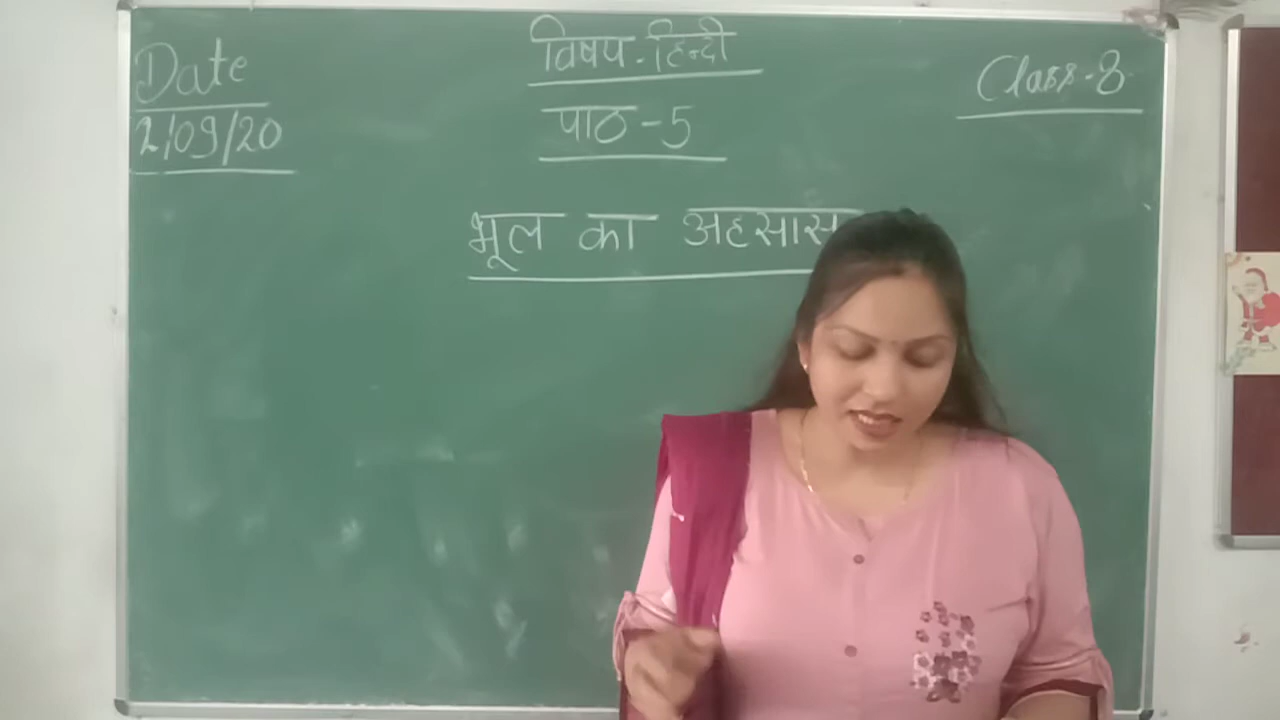 Date
2/09/20
विषय-हिन्दी
पाठ-5
Class-8
भूल का अहसास